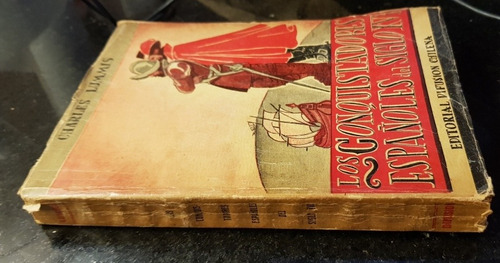 CHARLES LUMMIS
LOS CONQUISTADORES
ESPAÑOLES del SIGLO XVI
EDITORIAL DIFUSION CHILENA